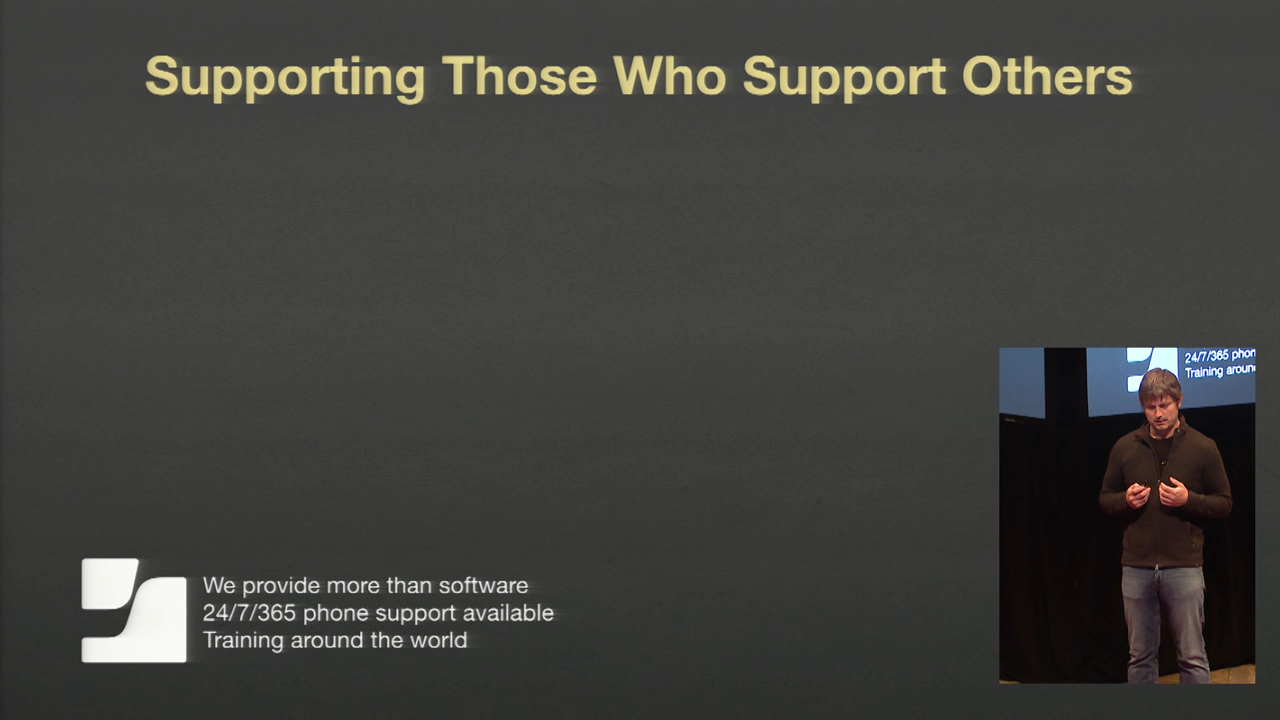 Supporting Those Who Support Others
We provide more than software
24/7/365 phone support available
Training around the world
24/7/365 phon
Training aroun